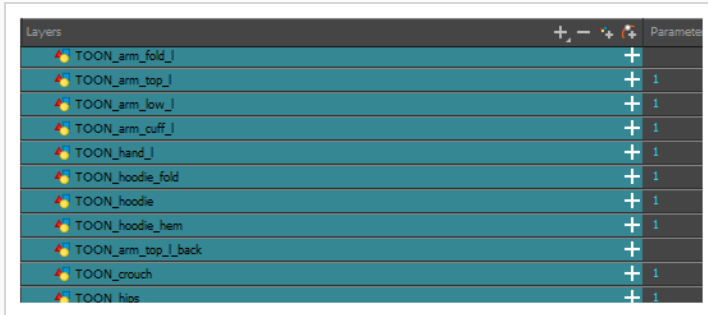 Layers Paramete
TOON_arm_fold_l
TOON_arm_top_l 1
TOON_arm_low_l 1
TOON_arm_cuff_l 1
TOON_hand_l 1
TOON_hoodie_fold 1
TOON_hoodie 1
TOON_hoodie_hem 1
TOON_arm_top_l_back
TOON_crouch 1
TOON_hips 1